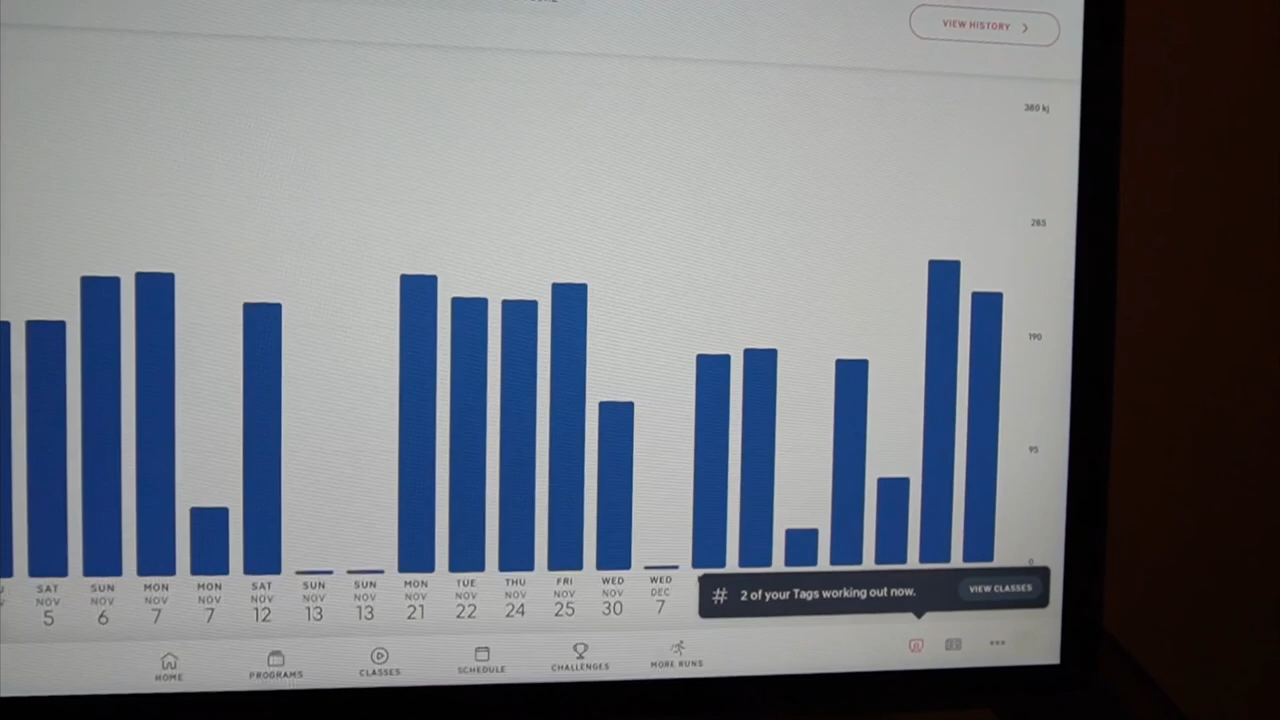 VIEW HISTORY
380 kj
285
190
95
0
SAT NOV 5
SUN NOV 6
MON NOV 7
MON NOV 7
SAT NOV 12
SUN NOV 13
SUN NOV 13
MON NOV 21
TUE NOV 22
THU NOV 24
FRI NOV 25
WED NOV 30
WED DEC 7
# 2 of your Tags working out now.
VIEW CLASSES
HOME
PROGRAMS
CLASSES
SCHEDULE
CHALLENGES
MORE RUNS